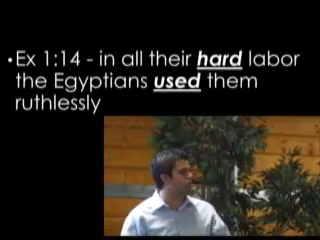 • Ex 1:14 - in all their hard labor
the Egyptians used them
ruthlessly